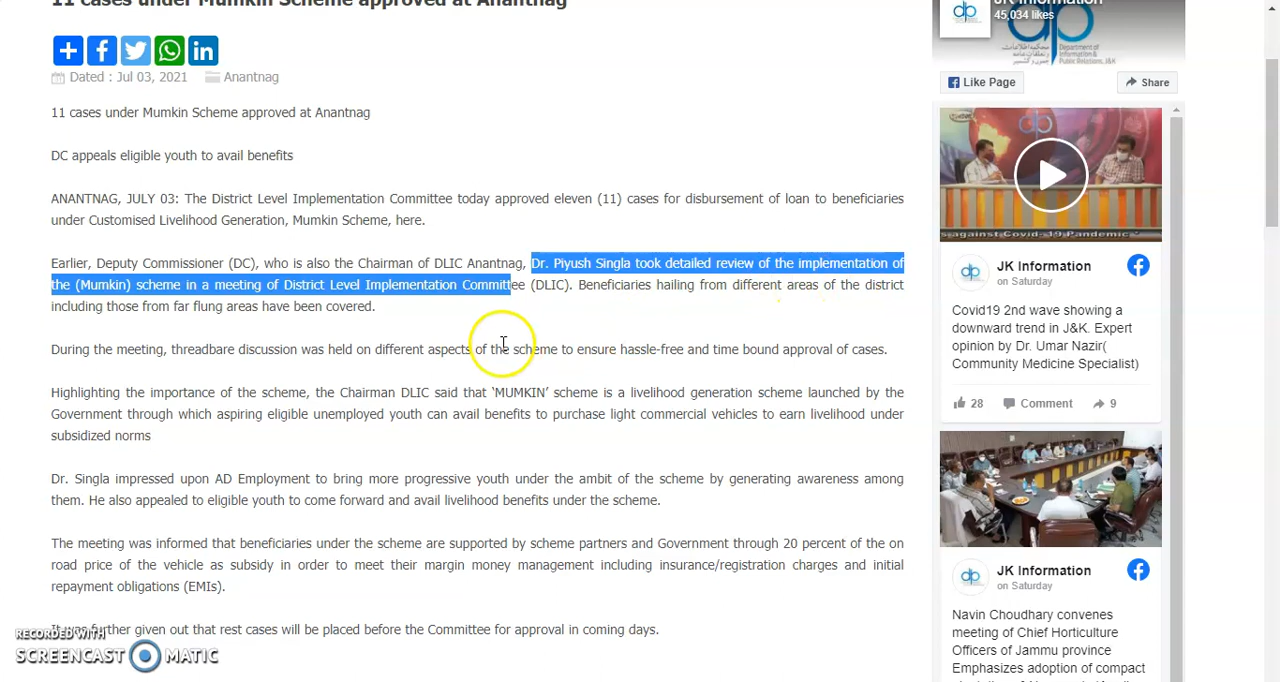 11 cases under Mumkin Scheme approved at Anantnag
Dated : Jul 03, 2021 Anantnag
11 cases under Mumkin Scheme approved at Anantnag
DC appeals eligible youth to avail benefits
ANANTNAG, JULY 03: The District Level Implementation Committee today approved eleven (11) cases for disbursement of loan to beneficiaries
under Customised Livelihood Generation, Mumkin Scheme, here.
Earlier, Deputy Commissioner (DC), who is also the Chairman of DLIC Anantnag, Dr. Piyush Singla took detailed review of the implementation of
the (Mumkin) scheme in a meeting of District Level Implementation Committee (DLIC). Beneficiaries hailing from different areas of the district
including those from far flung areas have been covered.
During the meeting, threadbare discussion was held on different aspects of the scheme to ensure hassle-free and time bound approval of cases.
Highlighting the importance of the scheme, the Chairman DLIC said that ‘MUMKIN’ scheme is a livelihood generation scheme launched by the
Government through which aspiring eligible unemployed youth can avail benefits to purchase light commercial vehicles to earn livelihood under
subsidized norms
Dr. Singla impressed upon AD Employment to bring more progressive youth under the ambit of the scheme by generating awareness among
them. He also appealed to eligible youth to come forward and avail livelihood benefits under the scheme.
The meeting was informed that beneficiaries under the scheme are supported by scheme partners and Government through 20 percent of the on
road price of the vehicle as subsidy in order to meet their margin money management including insurance/registration charges and initial
repayment obligations (EMIs).
It was further given out that rest cases will be placed before the Committee for approval in coming days.
RECORDED WITH
SCREENCAST MATIC
JK Information
45,034 likes
Department of
Information &
Public Relations, J&K
Like Page
Share
against Covid-19 Pandemic
JK Information
on Saturday
Covid19 2nd wave showing a
downward trend in J&K. Expert
opinion by Dr. Umar Nazir(
Community Medicine Specialist)
28 Comment 9
JK Information
on Saturday
Navin Choudhary convenes
meeting of Chief Horticulture
Officers of Jammu province
Emphasizes adoption of compact